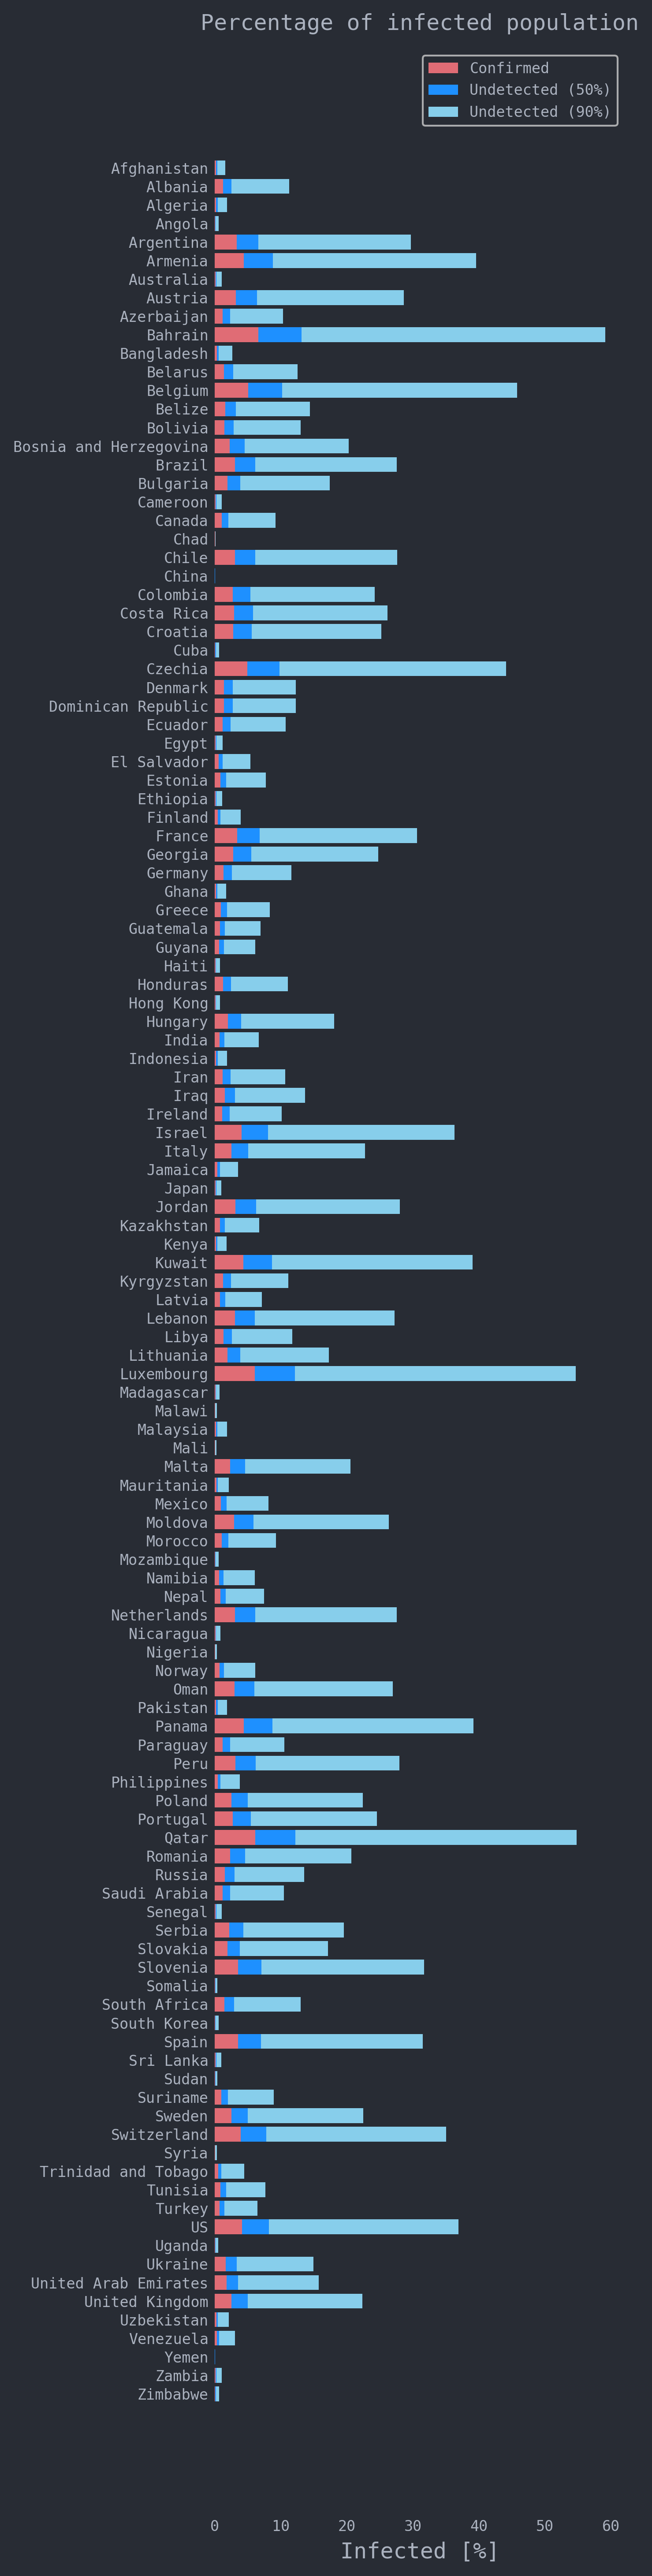 Percentage of infected population
Confirmed
Undetected (50%)
Undetected (90%)
Afghanistan
Albania
Algeria
Angola
Argentina
Armenia
Australia
Austria
Azerbaijan
Bahrain
Bangladesh
Belarus
Belgium
Belize
Bolivia
Bosnia and Herzegovina
Brazil
Bulgaria
Cameroon
Canada
Chad
Chile
China
Colombia
Costa Rica
Croatia
Cuba
Czechia
Denmark
Dominican Republic
Ecuador
Egypt
El Salvador
Estonia
Ethiopia
Finland
France
Georgia
Germany
Ghana
Greece
Guatemala
Guyana
Haiti
Honduras
Hong Kong
Hungary
India
Indonesia
Iran
Iraq
Ireland
Israel
Italy
Jamaica
Japan
Jordan
Kazakhstan
Kenya
Kuwait
Kyrgyzstan
Latvia
Lebanon
Libya
Lithuania
Luxembourg
Madagascar
Malawi
Malaysia
Mali
Malta
Mauritania
Mexico
Moldova
Morocco
Mozambique
Namibia
Nepal
Netherlands
Nicaragua
Nigeria
Norway
Oman
Pakistan
Panama
Paraguay
Peru
Philippines
Poland
Portugal
Qatar
Romania
Russia
Saudi Arabia
Senegal
Serbia
Slovakia
Slovenia
Somalia
South Africa
South Korea
Spain
Sri Lanka
Sudan
Suriname
Sweden
Switzerland
Syria
Trinidad and Tobago
Tunisia
Turkey
US
Uganda
Ukraine
United Arab Emirates
United Kingdom
Uzbekistan
Venezuela
Yemen
Zambia
Zimbabwe
0 10 20 30 40 50 60
Infected [%]